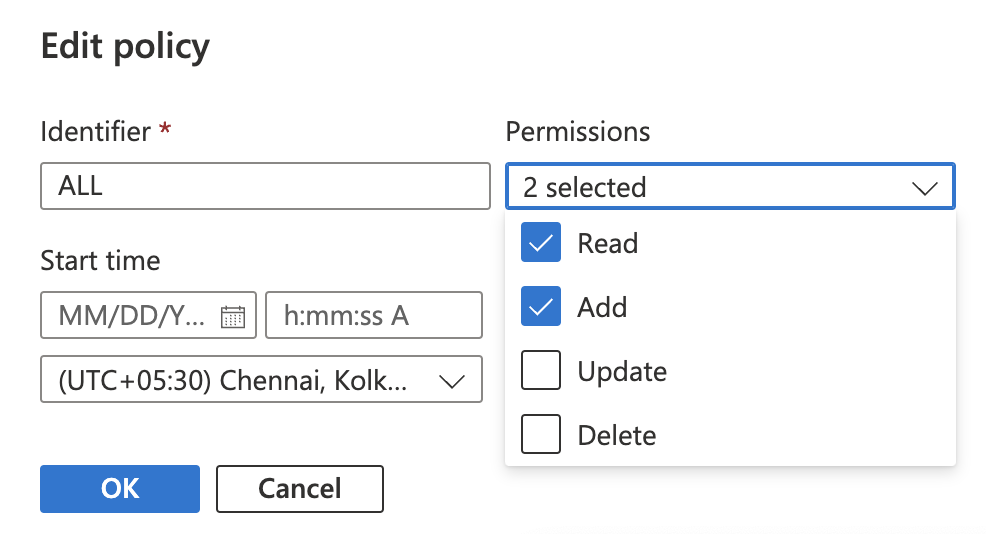 Edit policy
Identifier *
ALL
Permissions
2 selected
Read
Add
Update
Delete
Start time
MM/DD/Y...
h:mm:ss A
(UTC+05:30) Chennai, Kolk...
OK
Cancel